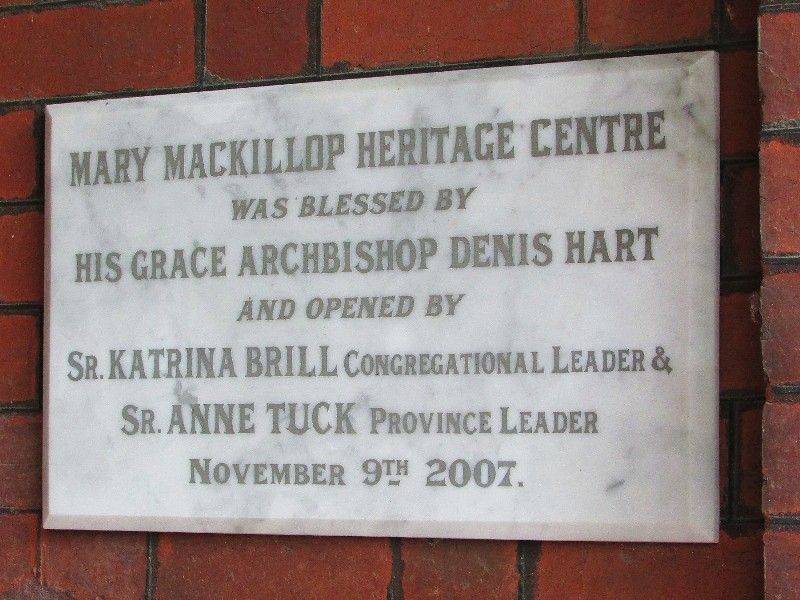 MARY MACKILLOP HERITAGE CENTRE
WAS BLESSED BY
HIS GRACE ARCHBISHOP DENIS HART
AND OPENED BY
SR. KATRINA BRILL CONGREGATIONAL LEADER &
SR. ANNE TUCK PROVINCE LEADER
NOVEMBER 9TH 2007.